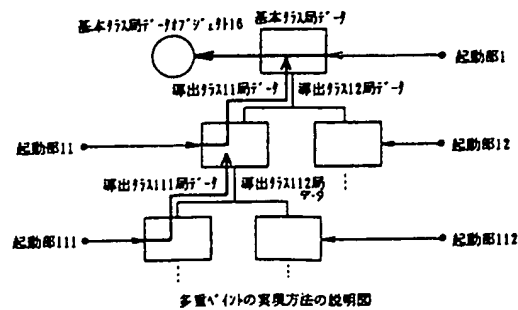 基本クラス局データオブジェクト16
基本クラス局データ
起動部1
導出クラス11局データ
導出クラス12局データ
起動部11
起動部12
導出クラス111局データ
導出クラス112局
データ
起動部111
起動部112
多重ペイントの実現方法の説明図